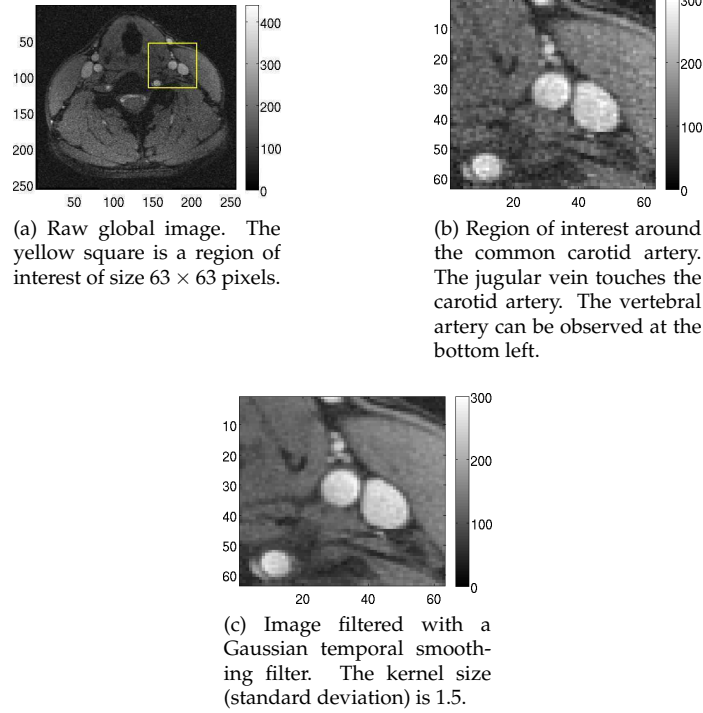 50
100
150
200
250
50 100 150 200 250
400
300
200
100
0
(a) Raw global image. The
yellow square is a region of
interest of size 63 × 63 pixels.
10
20
30
40
50
60
20 40 60
300
200
100
0
(b) Region of interest around
the common carotid artery.
The jugular vein touches the
carotid artery. The vertebral
artery can be observed at the
bottom left.
10
20
30
40
50
60
20 40 60
300
200
100
0
(c) Image filtered with a
Gaussian temporal smooth-
ing filter. The kernel size
(standard deviation) is 1.5.